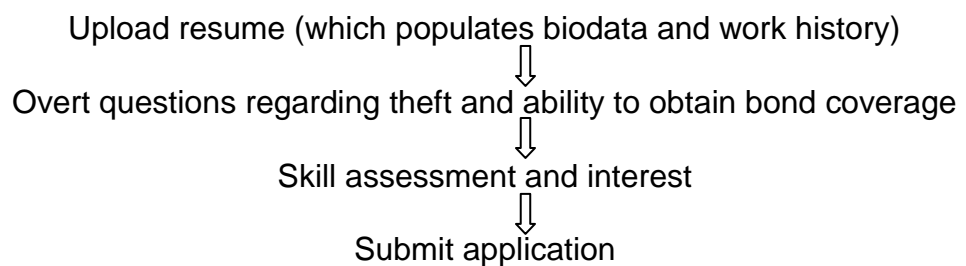 Upload resume (which populates biodata and work history)
Overt questions regarding theft and ability to obtain bond coverage
Skill assessment and interest
Submit application